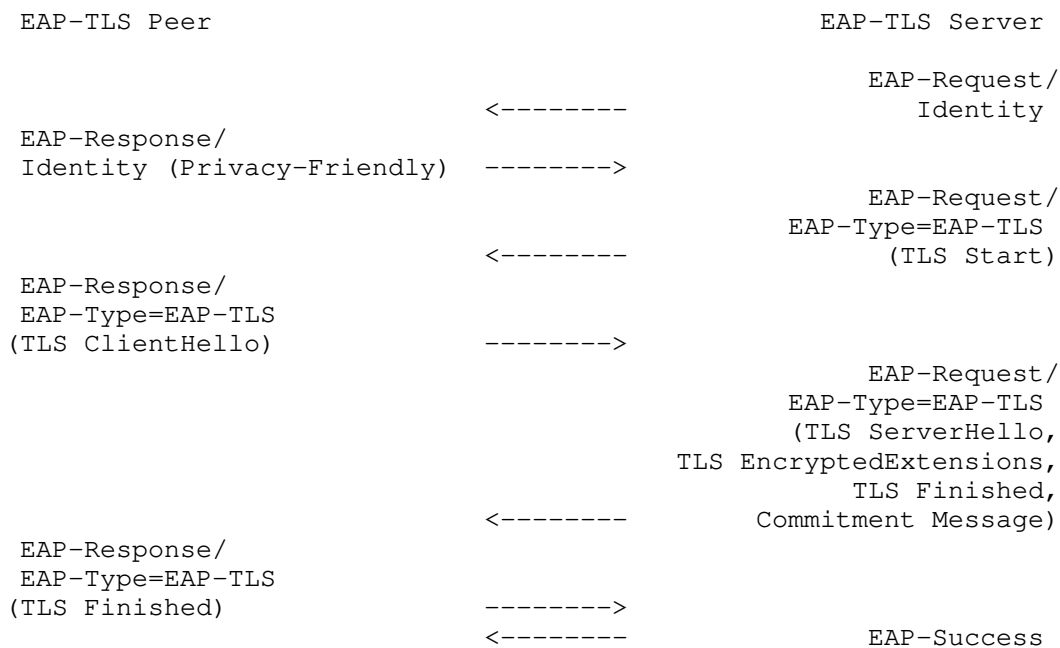 EAP-TLS Peer                                      EAP-TLS Server
EAP-Request/
<-------- Identity
EAP-Response/
Identity (Privacy-Friendly) -------->
EAP-Request/
EAP-Type=EAP-TLS
<-------- (TLS Start)
EAP-Response/
EAP-Type=EAP-TLS
(TLS ClientHello) -------->
EAP-Request/
EAP-Type=EAP-TLS
(TLS ServerHello,
TLS EncryptedExtensions,
TLS Finished,
<-------- Commitment Message)
EAP-Response/
EAP-Type=EAP-TLS
(TLS Finished) -------->
<-------- EAP-Success